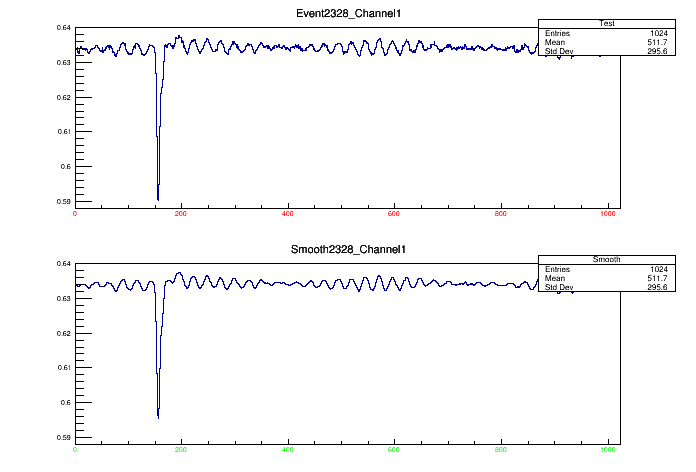 Event2328_Channel1
Test
Entries 1024
Mean 511.7
Std Dev 295.6
0.64
0.63
0.62
0.61
0.6
0.59
0 200 400 600 800 1000
Smooth2328_Channel1
Smooth
Entries 1024
Mean 511.7
Std Dev 295.6
0.64
0.63
0.62
0.61
0.6
0.59
0 200 400 600 800 1000